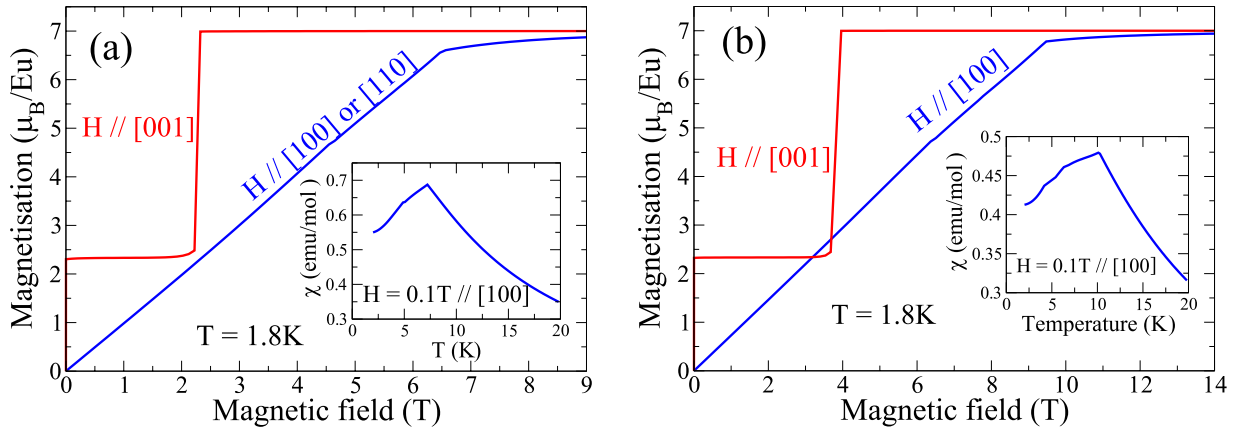 (a)
Magnetisation (μB/Eu)
7
6
5
4
3
2
1
0
H // [001]
H // [100] or [110]
T = 1.8K
0 1 2 3 4 5 6 7 8 9
Magnetic field (T)
χ (emu/mol )
0.7
0.6
0.5
0.4
0.3
H = 0.1T // [100]
0 5 10 15 20
T (K)
(b)
Magnetisation (μB/Eu)
7
6
5
4
3
2
1
0
H // [001]
H // [100]
T = 1.8K
0 2 4 6 8 10 12 14
Magnetic field (T)
χ (emu/mol)
0.5
0.45
0.4
0.35
0.3
H = 0.1T // [100]
0 5 10 15 20
Temperature (K)